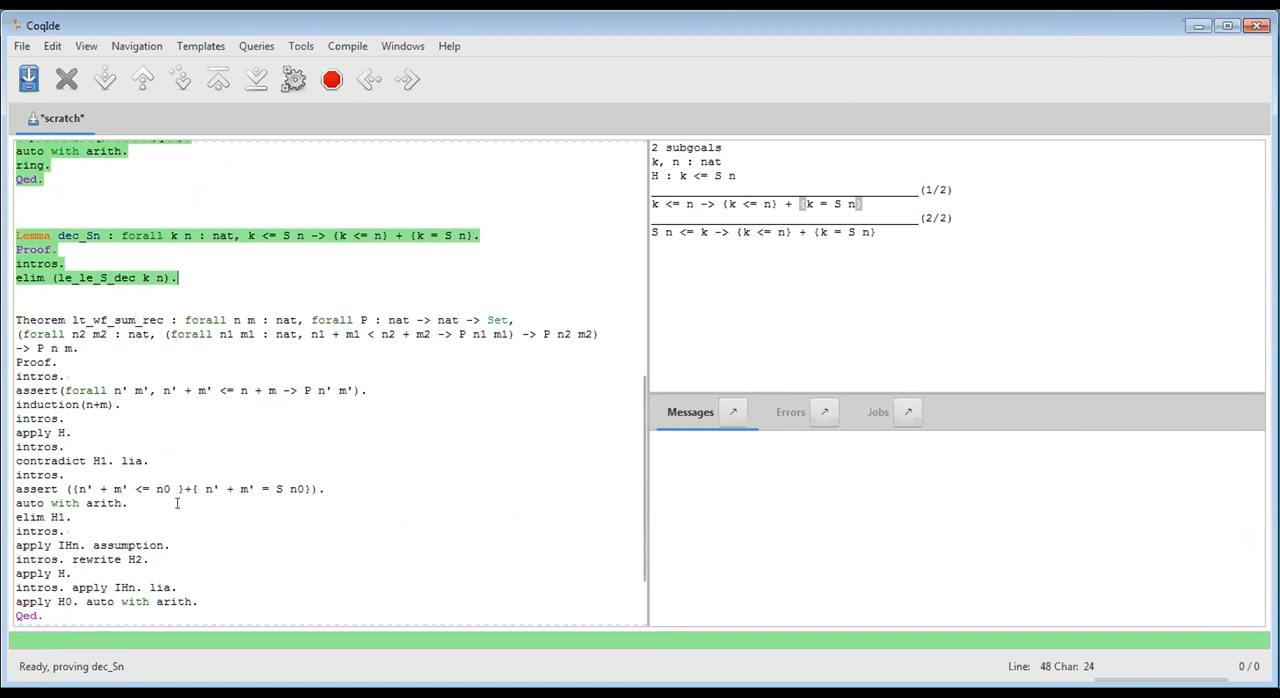 CoqIde
File Edit View Navigation Templates Queries Tools Compile Windows Help
*scratch*
auto with arith.
ring.
Qed.
Lemma dec_Sn : forall k n : nat, k <= S n -> {k <= n} + {k = S n}.
Proof.
intros.
elim (le_le_S_dec k n).
Theorem lt_wf_sum_rec : forall n m : nat, forall P : nat -> nat -> Set,
(forall n2 m2 : nat, (forall n1 m1 : nat, n1 + m1 < n2 + m2 -> P n1 m1) -> P n2 m2)
-> P n m.
Proof.
intros.
assert(forall n' m', n' + m' <= n + m -> P n' m').
induction(n+m).
intros.
apply H.
intros.
contradict H1. lia.
intros.
assert ({n' + m' <= n0 }+{ n' + m' = S n0}).
auto with arith.
elim H1.
intros.
apply IHn. assumption.
intros. rewrite H2.
apply H.
intros. apply IHn. lia.
apply H0. auto with arith.
Qed.
2 subgoals
k, n : nat
H : k <= S n
(1/2)
k <= n -> {k <= n} + {k = S n}
(2/2)
S n <= k -> {k <= n} + {k = S n}
Messages Errors Jobs
Ready, proving dec_Sn
Line: 48 Char: 24
0 / 0